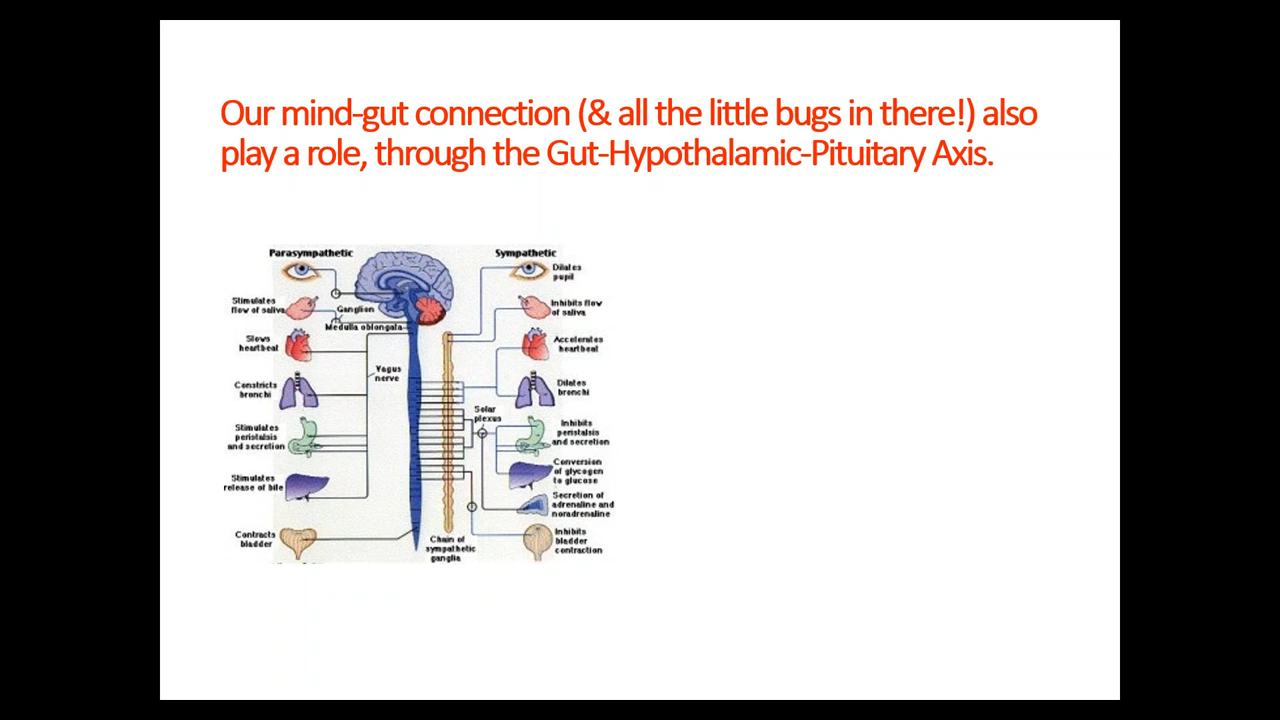 Our mind-gut connection (& all the little bugs in there!) also
play a role, through the Gut-Hypothalamic-Pituitary Axis.
Parasympathetic
Stimulates
flow of saliva
Ganglion
Medulla oblongata
Slows
heartbeat
Vagus
nerve
Constricts
bronchi
Stimulates
peristalsis
and secretion
Stimulates
release of bile
Contracts
bladder
Sympathetic
Dilates
pupil
Inhibits flow
of saliva
Accelerates
heartbeat
Dilates
bronchi
Solar
plexus
Inhibits
peristalsis
and secretion
Conversion
of glycogen
to glucose
Secretion of
adrenaline and
noradrenaline
Inhibits
bladder
contraction
Chain of
sympathetic
ganglia